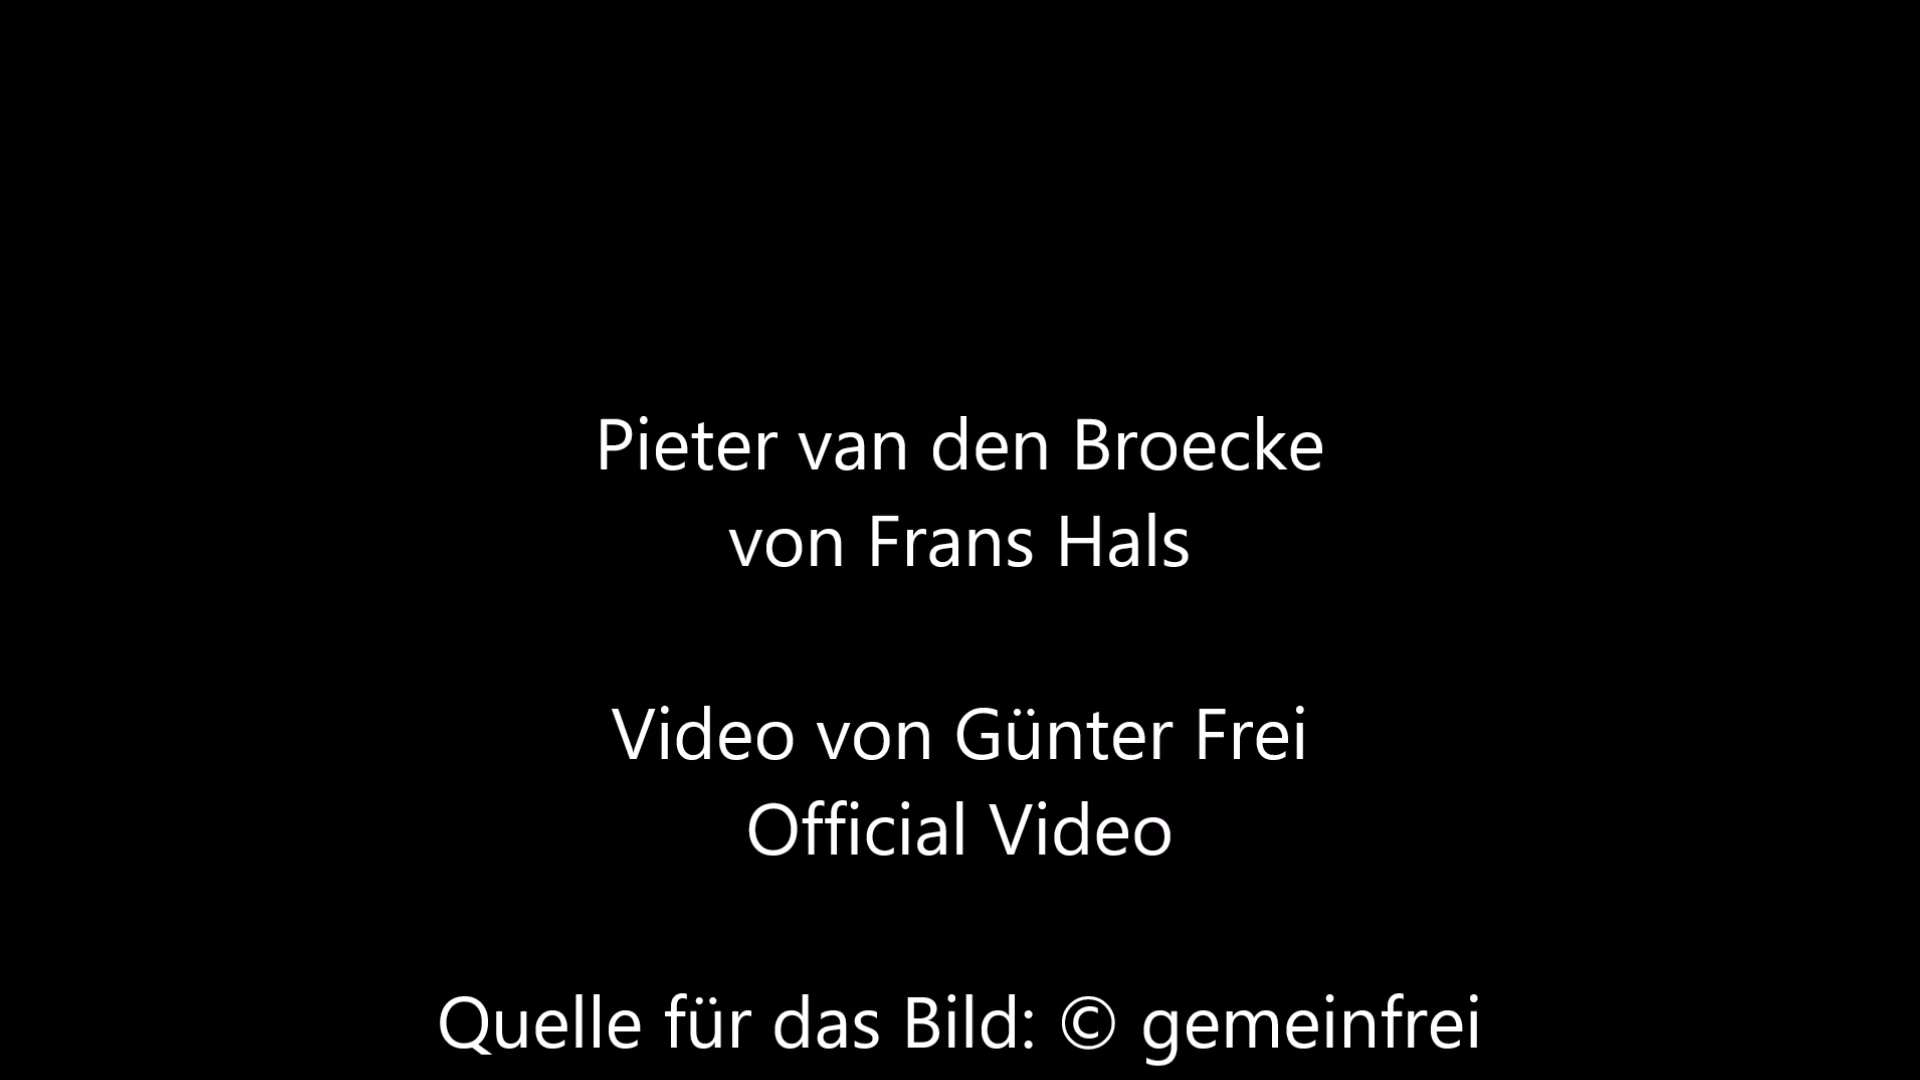 Pieter van den Broecke
von Frans Hals
Video von Günter Frei
Official Video
Quelle für das Bild: © gemeinfrei